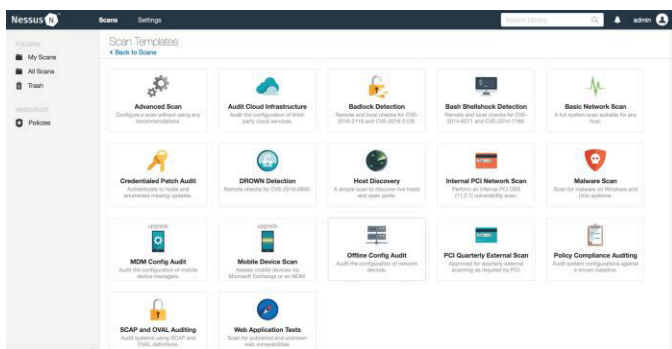 Nessus N
Scans
Settings
Search Library
admin
FOLDERS
My Scans
All Scans
Trash
RESOURCES
Policies
Scan Templates
Back to Scans
Advanced Scan
Configure a scan without using any
recommendations.
Audit Cloud Infrastructure
Audit the configuration of third-
party cloud services.
Badlock Detection
Remote and local checks for CVE-
2016-2118 and CVE-2016-0128.
Bash Shellshock Detection
Remote and local checks for CVE-
2014-6271 and CVE-2014-7169.
Basic Network Scan
A full system scan suitable for any
host.
Credentialed Patch Audit
Authenticate to hosts and
enumerate missing updates.
DROWN Detection
Remote checks for CVE-2016-0800.
Host Discovery
A simple scan to discover live hosts
and open ports.
Internal PCI Network Scan
Perform an internal PCI DSS
(11.2.1) vulnerability scan.
Malware Scan
Scan for malware on Windows and
Unix systems.
upgrade
MDM Config Audit
Audit the configuration of mobile
device managers.
upgrade
Mobile Device Scan
Assess mobile devices via
Microsoft Exchange or an MDM.
Offline Config Audit
Audit the configuration of network
devices.
PCI Quarterly External Scan
Approved for quarterly external
scanning as required by PCI.
Policy Compliance Auditing
Audit system configurations against
a known baseline.
SCAP and OVAL Auditing
Audit systems using SCAP and
OVAL definitions.
Web Application Tests
Scan for published and unknown
web vulnerabilities.